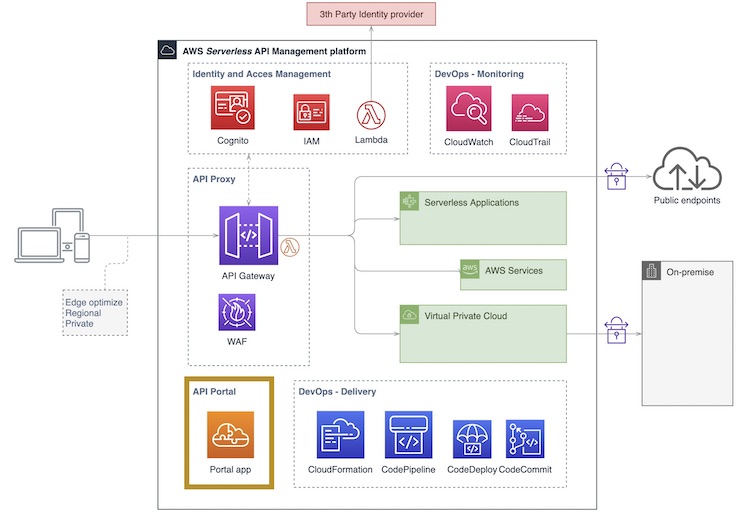 3th Party Identity provider
AWS Serverless API Management platform
Identity and Acces Management
DevOps - Monitoring
Cognito
IAM
Lambda
CloudWatch
CloudTrail
API Proxy
API Gateway
WAF
Serverless Applications
aws
AWS Services
Virtual Private Cloud
Public endpoints
On-premise
Edge optimize
Regional
Private
API Portal
Portal app
DevOps - Delivery
CloudFormation
CodePipeline
CodeDeploy
CodeCommit